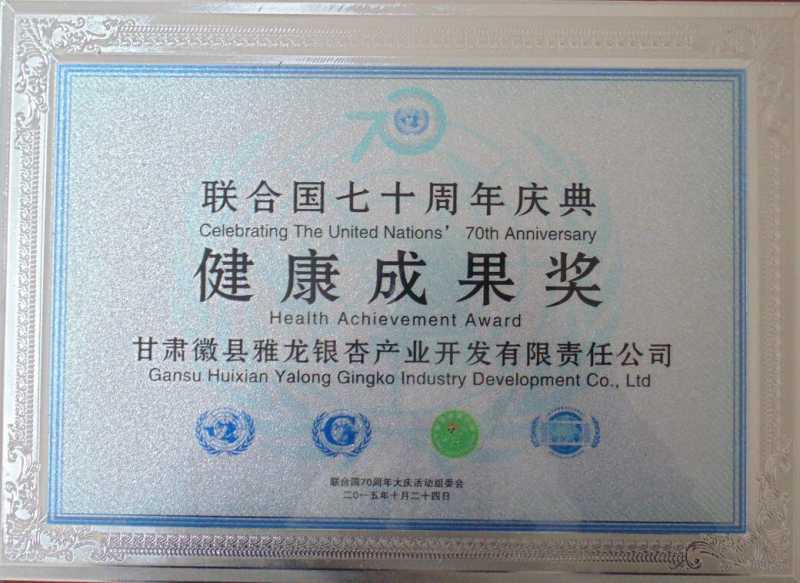 70
联合国七十周年庆典
Celebrating The United Nations' 70th Anniversary
健康成果奖
Health Achievement Award
甘肃徽县雅龙银杏产业开发有限责任公司
Gansu Huixian Yalong Gingko Industry Development Co., Ltd
G
联合国70周年大庆活动组委会
二〇一五年十月二十四日